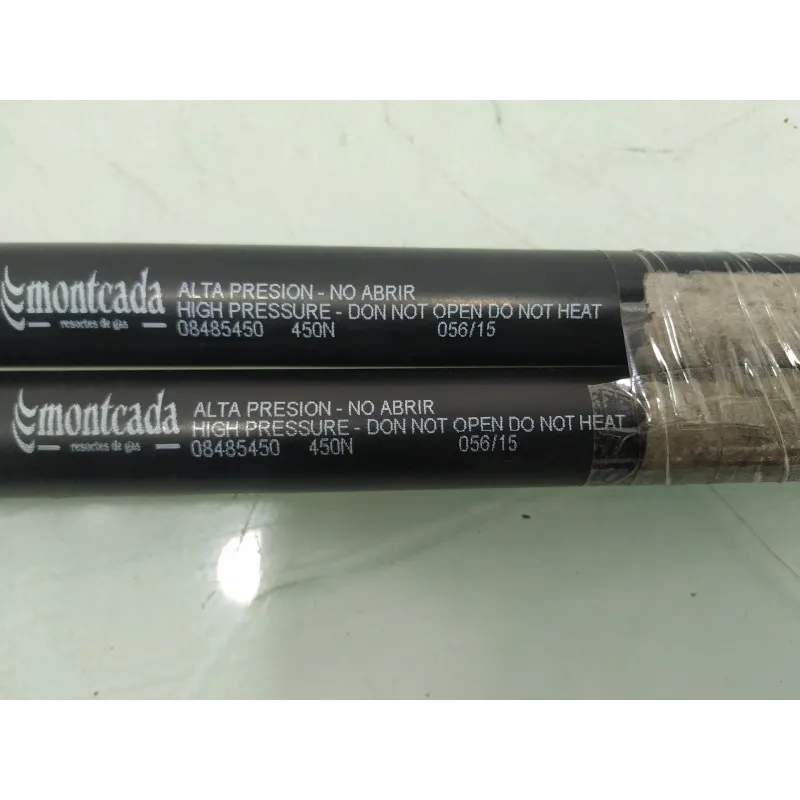 montcada
resortes de gas
ALTA PRESION - NO ABRIR
HIGH PRESSURE - DON NOT OPEN DO NOT HEAT
08485450 450N 056/15
montcada
resortes de gas
ALTA PRESION - NO ABRIR
HIGH PRESSURE - DON NOT OPEN DO NOT HEAT
08485450 450N 056/15